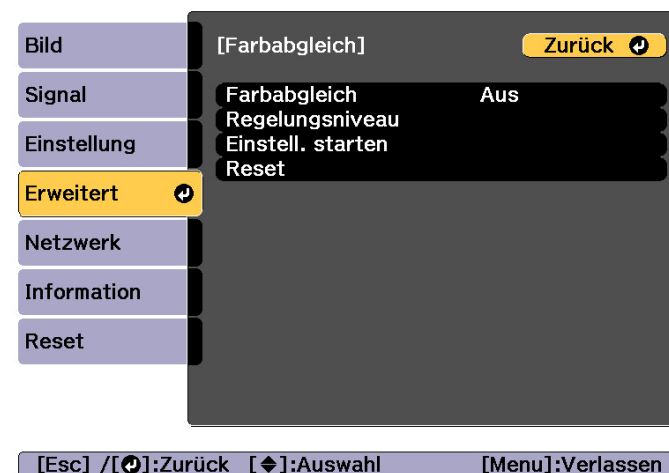 Bild
Signal
Einstellung
Erweitert
Netzwerk
Information
Reset
[Farbabgleich]
Zurück
Farbabgleich Aus
Regelungsniveau
Einstell. starten
Reset
[Esc] /[]:Zurück []:Auswahl [Menu]:Verlassen